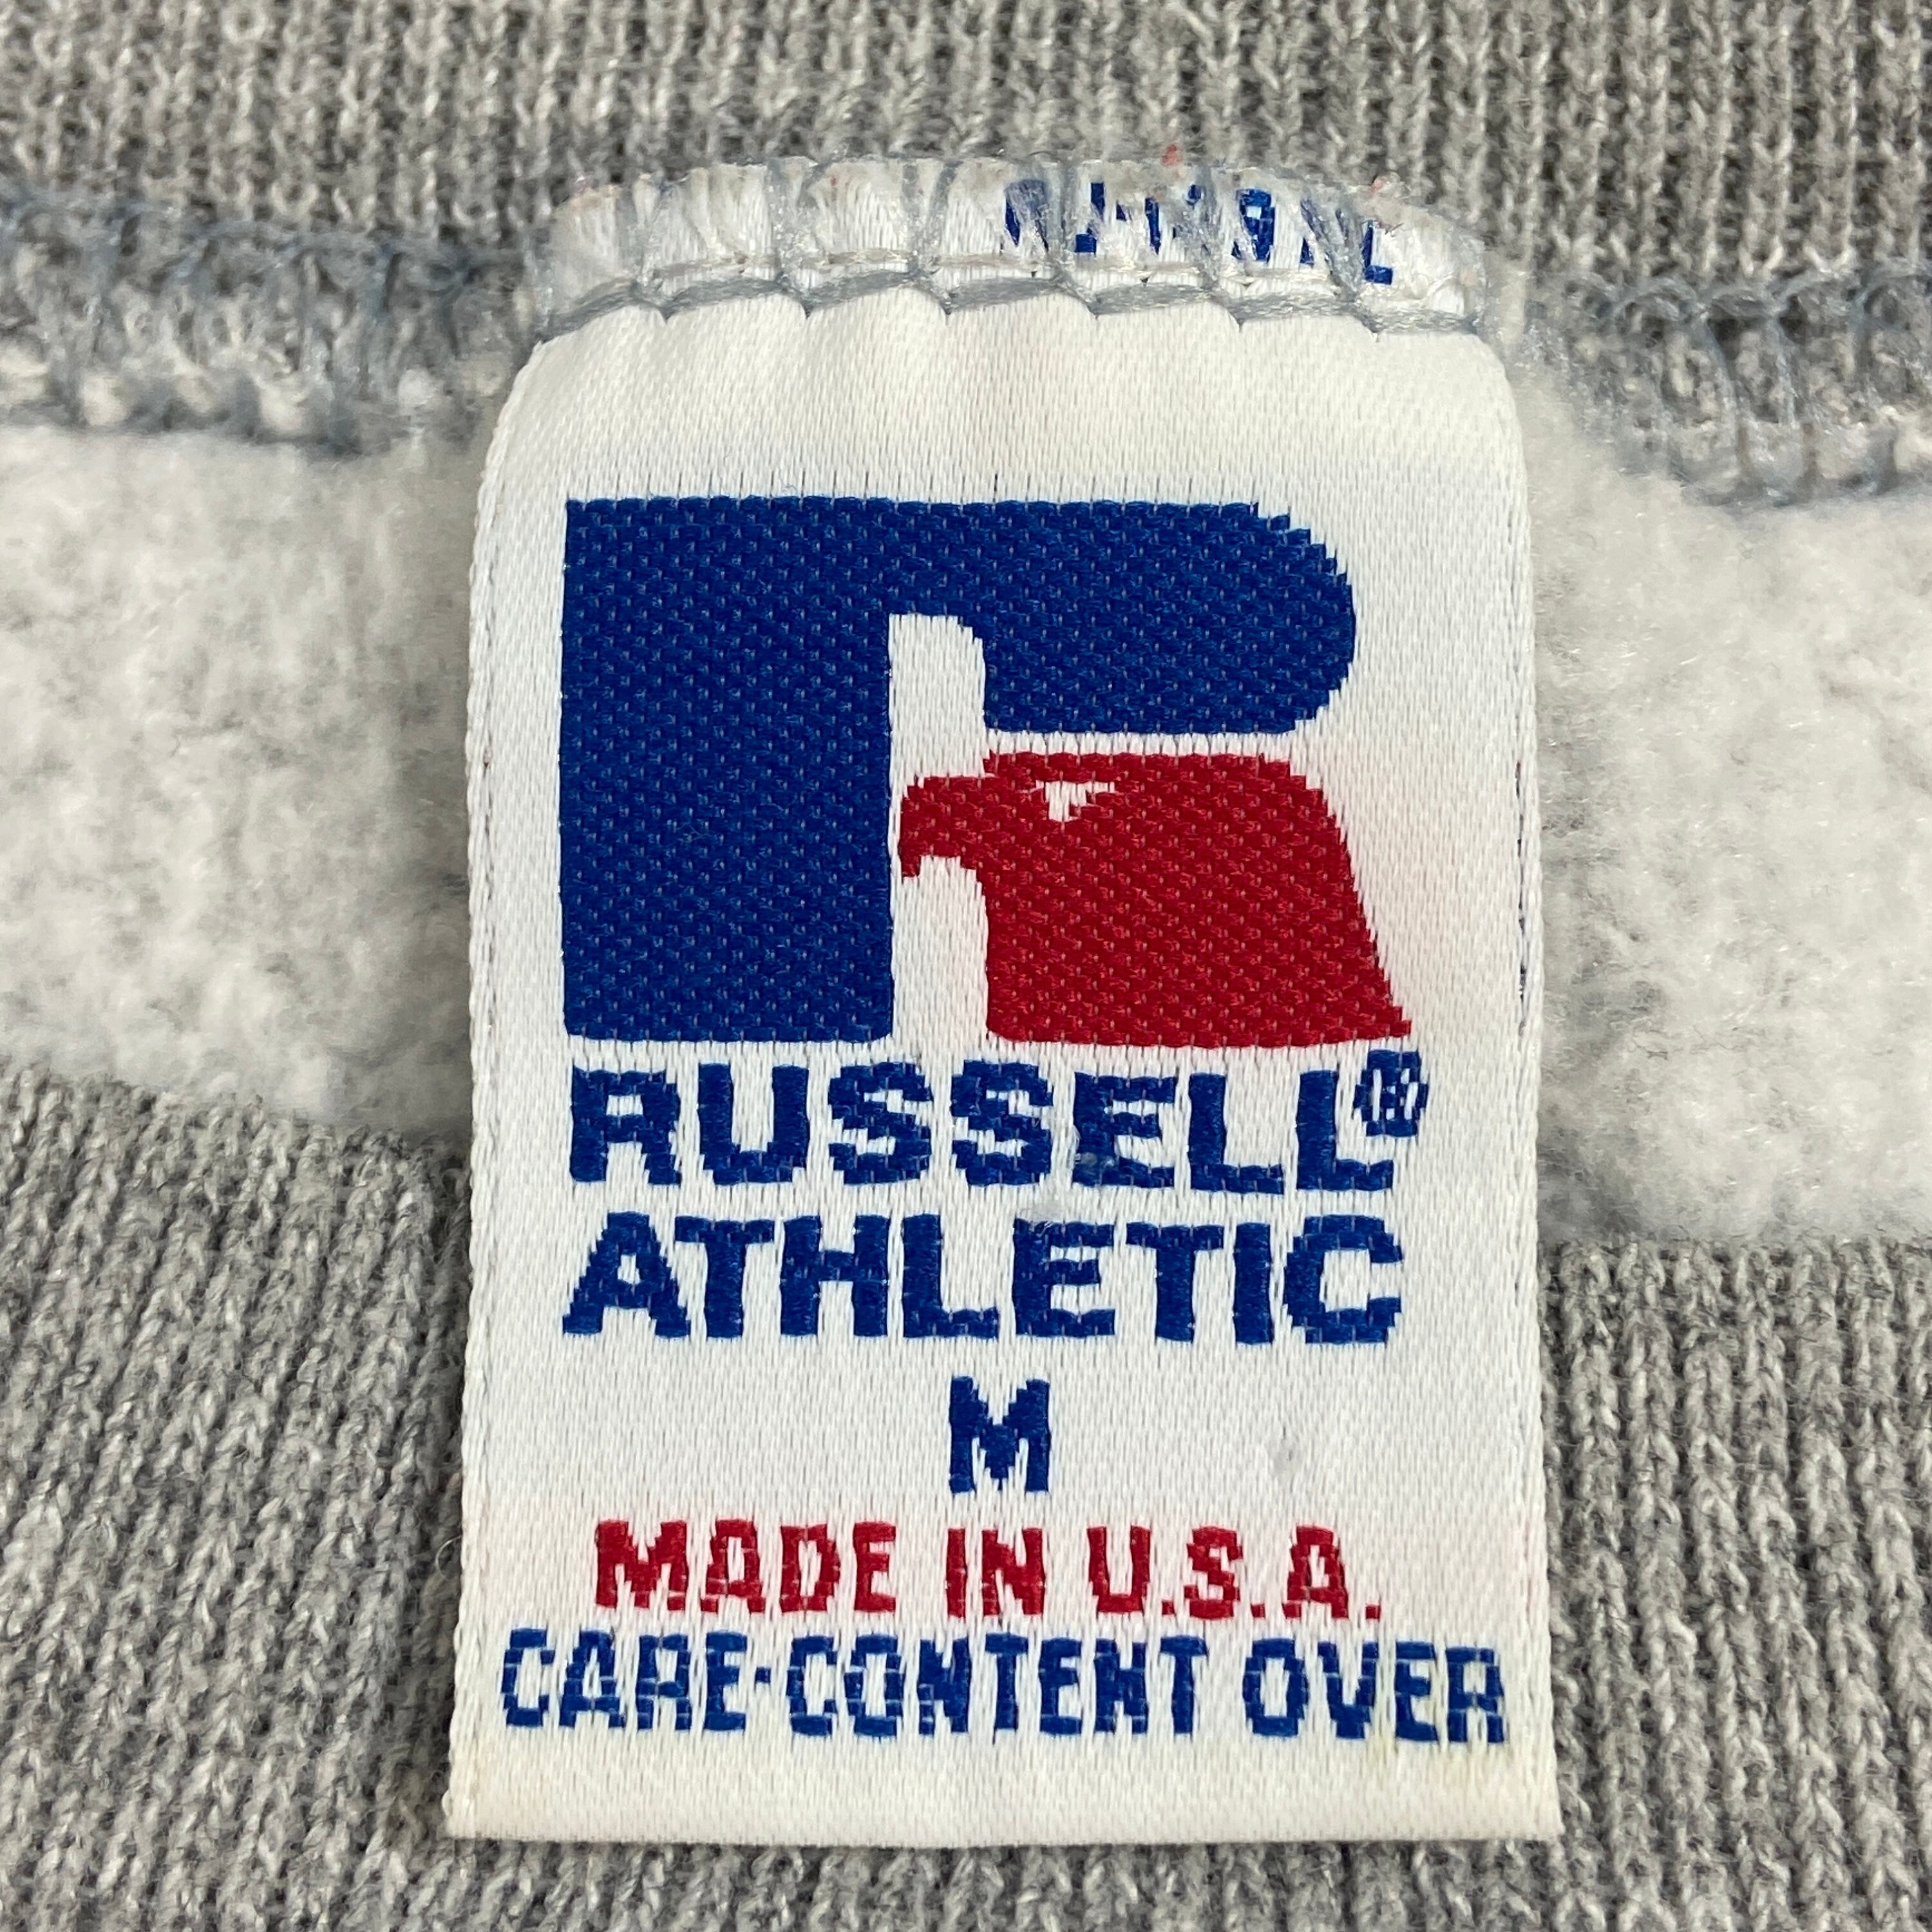 RUSSELL®
ATHLETIC
M
MADE IN U.S.A.
CARE·CONTENT OVER